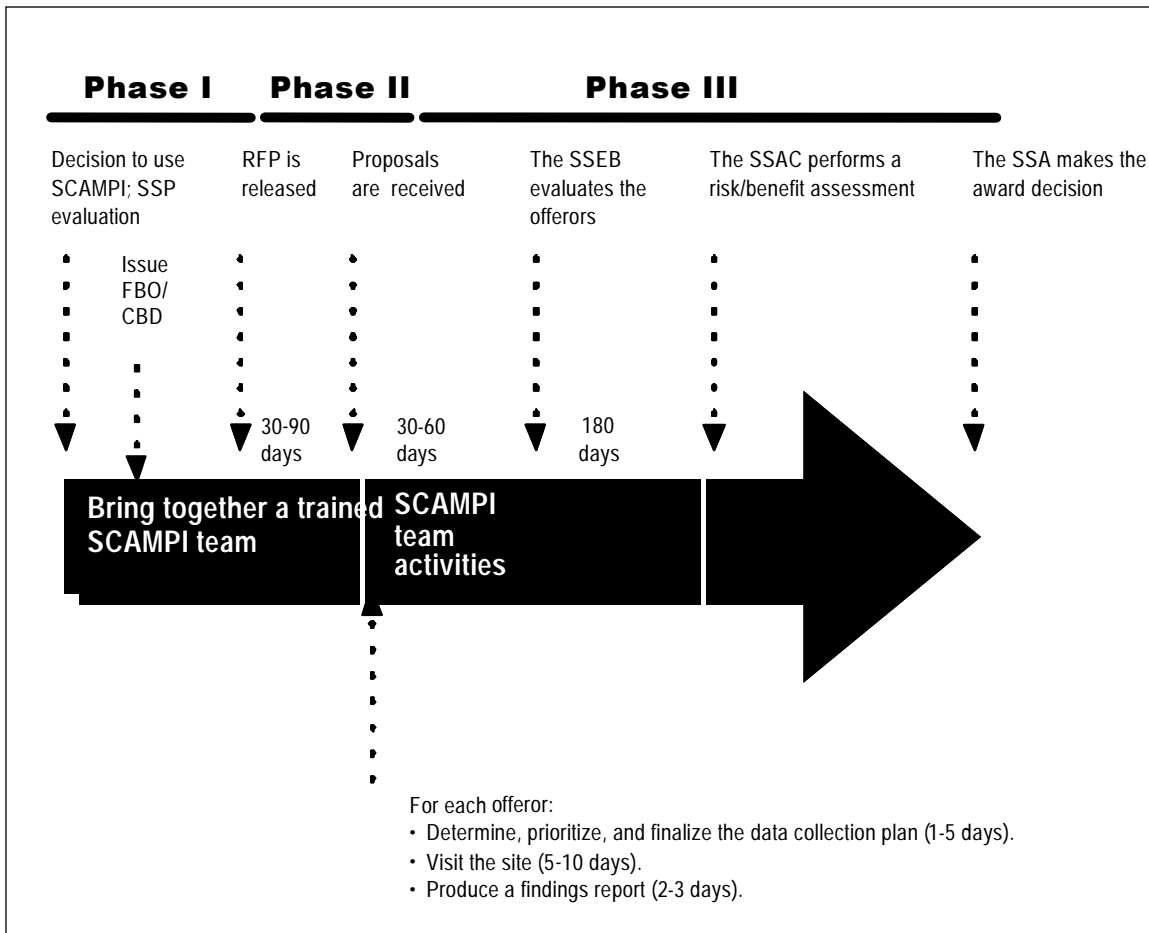 Phase I
Phase II
Phase III
Decision to use
SCAMPI; SSP
evaluation
RFP is
released
Proposals
are received
The SSEB
evaluates the
offerors
The SSAC performs a
risk/benefit assessment
The SSA makes the
award decision
Issue
FBO/
CBD
30-90
days
30-60
days
180
days
Bring together a trained
SCAMPI team
SCAMPI
team
activities
For each offeror:
• Determine, prioritize, and finalize the data collection plan (1-5 days).
• Visit the site (5-10 days).
• Produce a findings report (2-3 days).